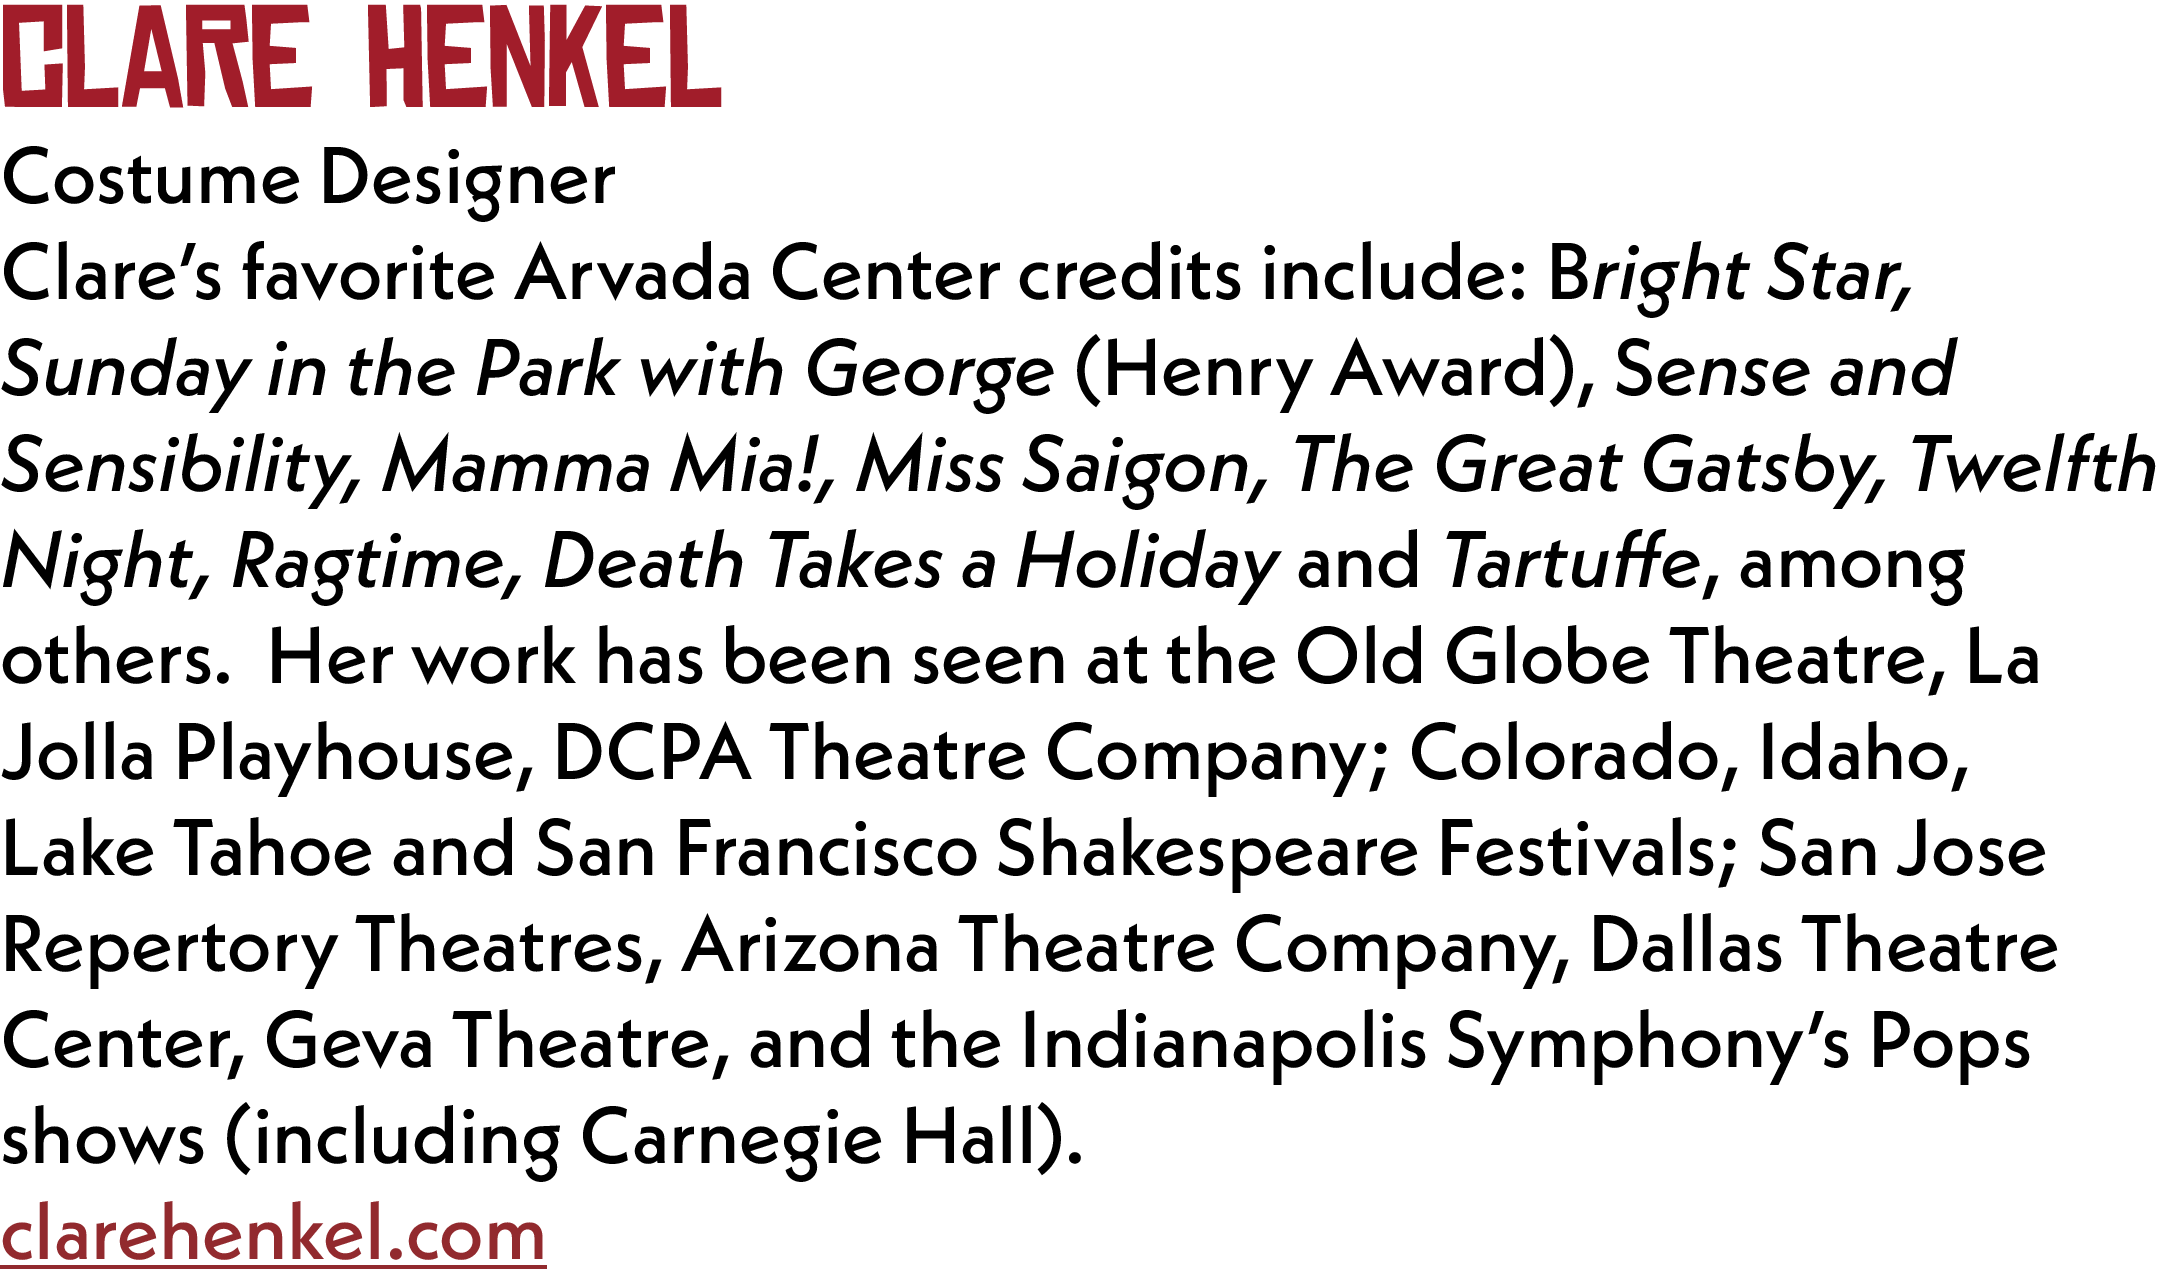 CLARE HENKEL
Costume Designer
Clare’s favorite Arvada Center credits include: Bright Star,
Sunday in the Park with George (Henry Award), Sense and
Sensibility, Mamma Mia!, Miss Saigon, The Great Gatsby, Twelfth
Night, Ragtime, Death Takes a Holiday and Tartuffe, among
others.  Her work has been seen at the Old Globe Theatre, La
Jolla Playhouse, DCPA Theatre Company; Colorado, Idaho,
Lake Tahoe and San Francisco Shakespeare Festivals; San Jose
Repertory Theatres, Arizona Theatre Company, Dallas Theatre
Center, Geva Theatre, and the Indianapolis Symphony’s Pops
shows (including Carnegie Hall).
clarehenkel.com